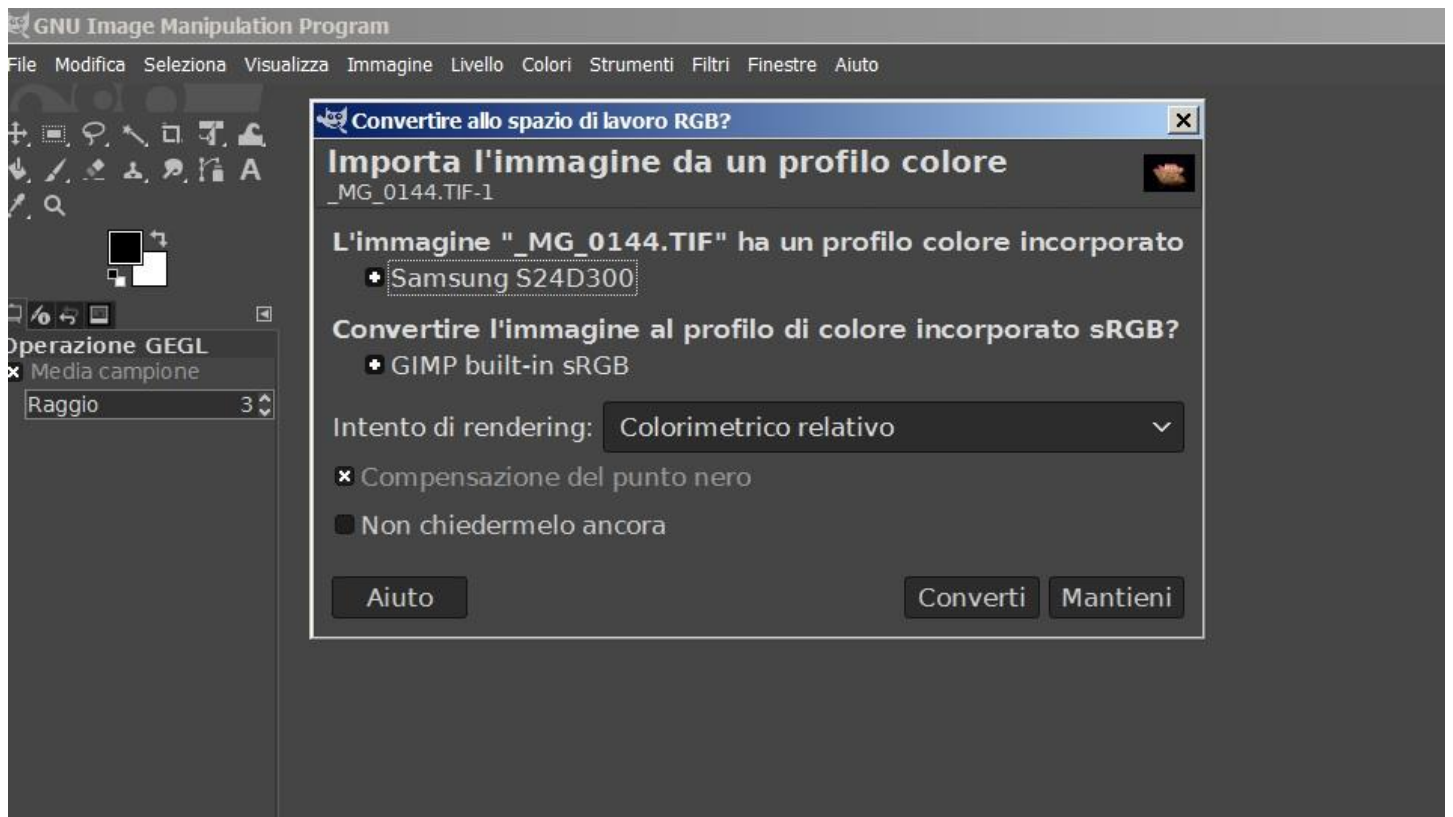 GNU Image Manipulation Program
File Modifica Seleziona Visualizza Immagine Livello Colori Strumenti Filtri Finestre Aiuto
Convertire allo spazio di lavoro RGB?
Importa l'immagine da un profilo colore
_MG_0144.TIF-1
L'immagine "_MG_0144.TIF" ha un profilo colore incorporato
Samsung S24D300
Convertire l'immagine al profilo di colore incorporato sRGB?
GIMP built-in sRGB
Intento di rendering: Colorimetrico relativo
Compensazione del punto nero
Non chiedermelo ancora
Aiuto Converti Mantieni
Operazione GEGL
Media campione
Raggio 3